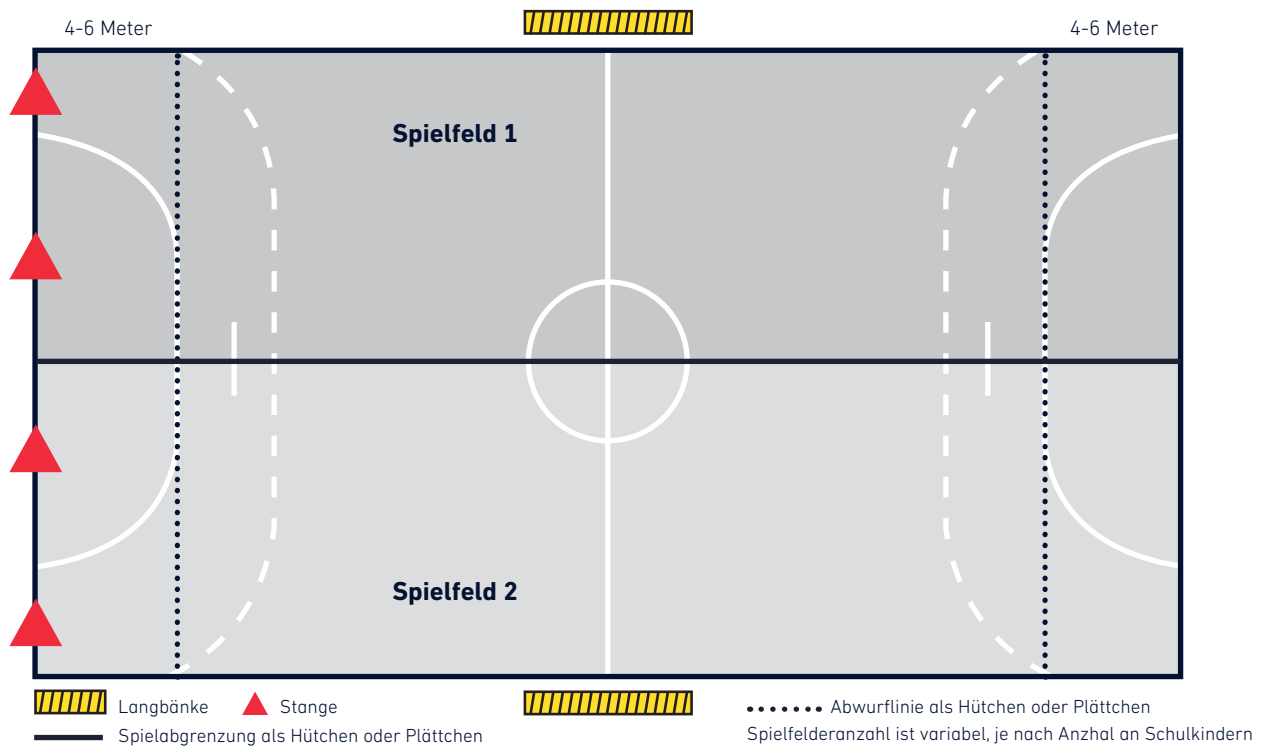 4-6 Meter
4-6 Meter
Spielfeld 1
Spielfeld 2
Langbänke
Stange
Abwurflinie als Hütchen oder Plättchen
Spielabgrenzung als Hütchen oder Plättchen
Spielfelderanzahl ist variabel, je nach Anzhal an Schulkindern